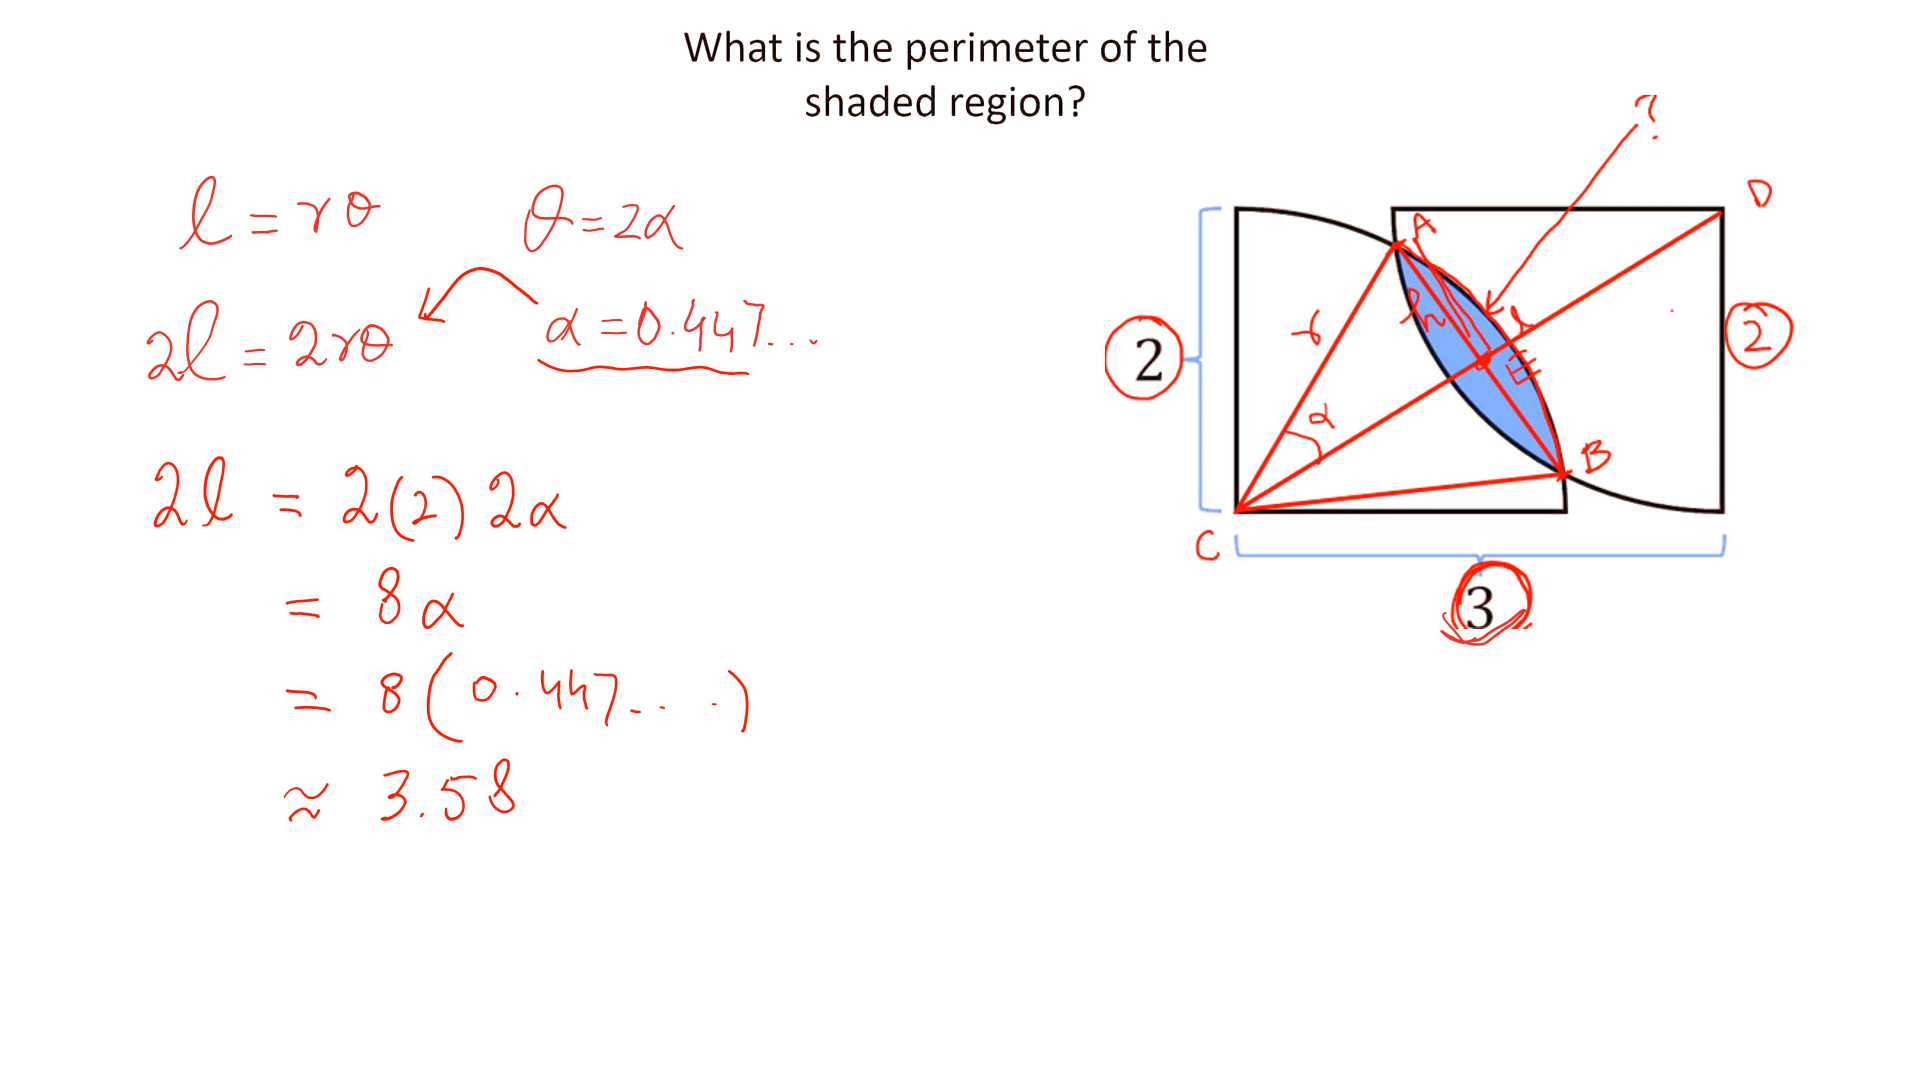 What is the perimeter of the
shaded region?
l = rθ
θ = 2α
2l = 2rθ
α = 0.447...
2l = 2(2) 2α
= 8α
= 8(0.447....)
≈ 3.58
?
D
A
r
h
l
E
2
2
α
B
C
3